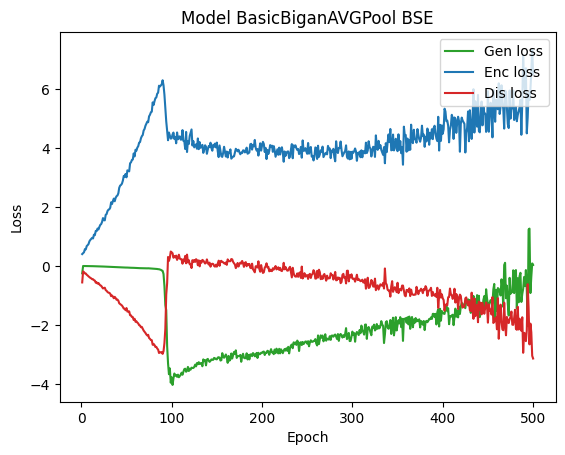 Model BasicBiganAVGPool BSE
Gen loss
Enc loss
Dis loss
Loss
6
4
2
0
−2
−4
0
100
200
300
400
500
Epoch